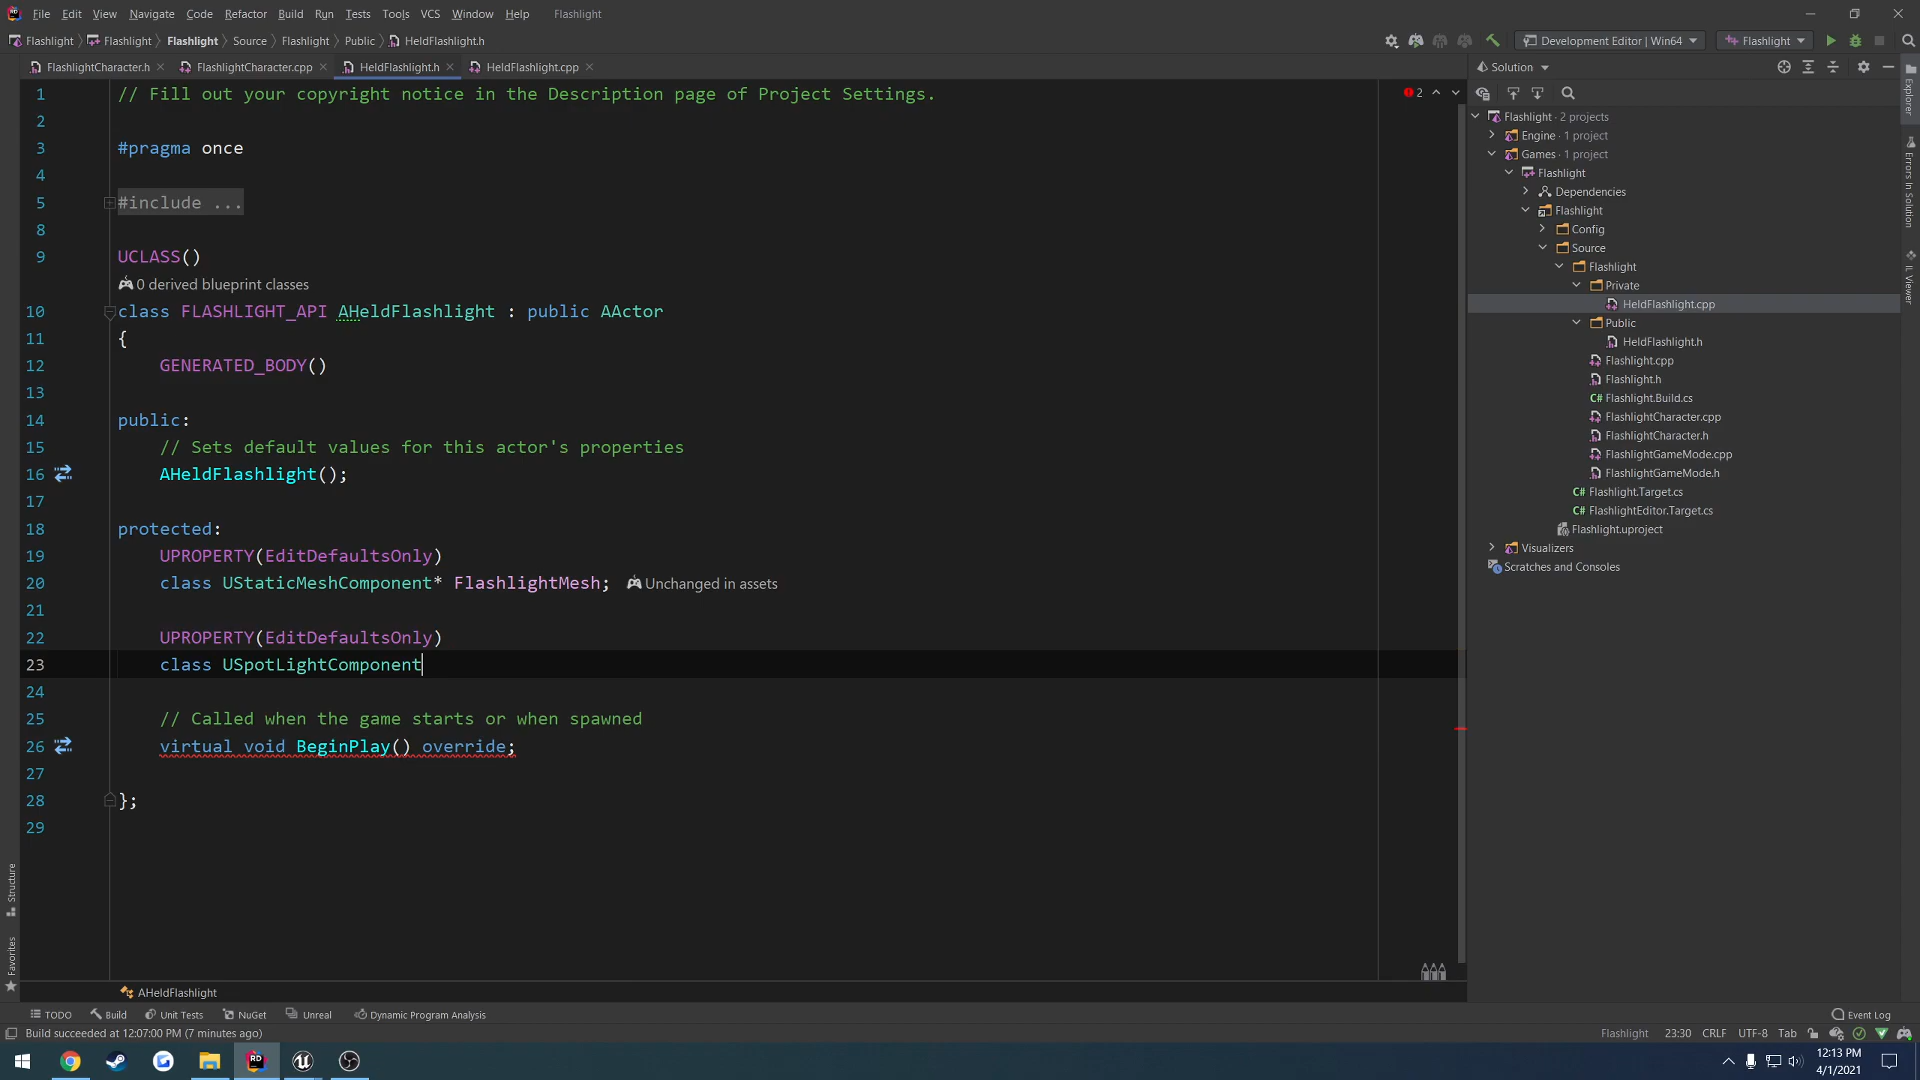 File Edit View Navigate Code Refactor Build Run Tests Tools VCS Window Help Flashlight
Flashlight Flashlight Flashlight Source Flashlight Public HeldFlashlight.h Development Editor | Win64 Flashlight
FlashlightCharacter.h FlashlightCharacter.cpp HeldFlashlight.h HeldFlashlight.cpp
1 // Fill out your copyright notice in the Description page of Project Settings.
2
3 #pragma once
4
5 #include ...
8
9 UCLASS()
0 derived blueprint classes
10 class FLASHLIGHT_API AHeldFlashlight : public AActor
11 {
12 GENERATED_BODY()
13
14 public:
15 // Sets default values for this actor's properties
16 AHeldFlashlight();
17
18 protected:
19 UPROPERTY(EditDefaultsOnly)
20 class UStaticMeshComponent* FlashlightMesh; Unchanged in assets
21
22 UPROPERTY(EditDefaultsOnly)
23 class USpotLightComponent
24
25 // Called when the game starts or when spawned
26 virtual void BeginPlay() override;
27
28 };
29
2
Solution
Flashlight · 2 projects
Engine · 1 project
Games · 1 project
Flashlight
Dependencies
Flashlight
Config
Source
Flashlight
Private
HeldFlashlight.cpp
Public
HeldFlashlight.h
Flashlight.cpp
Flashlight.h
C# Flashlight.Build.cs
FlashlightCharacter.cpp
FlashlightCharacter.h
FlashlightGameMode.cpp
FlashlightGameMode.h
C# Flashlight.Target.cs
C# FlashlightEditor.Target.cs
Flashlight.uproject
Visualizers
Scratches and Consoles
Explorer
Errors In Solution
IL Viewer
Structure
Favorites
AHeldFlashlight
TODO Build Unit Tests NuGet Unreal Dynamic Program Analysis Event Log
Build succeeded at 12:07:00 PM (7 minutes ago) Flashlight 23:30 CRLF UTF-8 Tab
RD
12:13 PM
4/1/2021